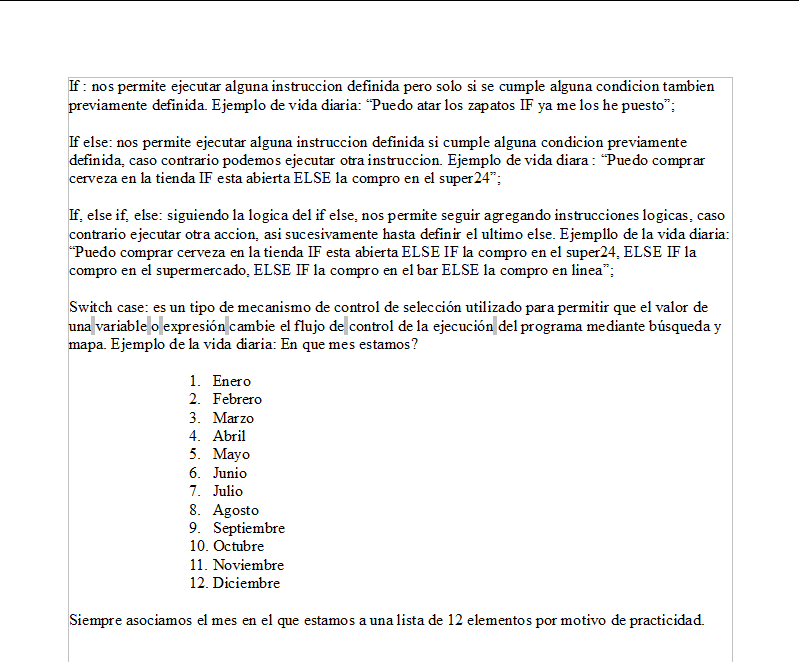 If : nos permite ejecutar alguna instruccion definida pero solo si se cumple alguna condicion tambien
previamente definida. Ejemplo de vida diaria: “Puedo atar los zapatos IF ya me los he puesto”;
If else: nos permite ejecutar alguna instruccion definida si cumple alguna condicion previamente
definida, caso contrario podemos ejecutar otra instruccion. Ejemplo de vida diara : “Puedo comprar
cerveza en la tienda IF esta abierta ELSE la compro en el super24”;
If, else if, else: siguiendo la logica del if else, nos permite seguir agregando instrucciones logicas, caso
contrario ejecutar otra accion, asi sucesivamente hasta definir el ultimo else. Ejempllo de la vida diaria:
“Puedo comprar cerveza en la tienda IF esta abierta ELSE IF la compro en el super24, ELSE IF la
compro en el supermercado, ELSE IF la compro en el bar ELSE la compro en linea”;
Switch case: es un tipo de mecanismo de control de selección utilizado para permitir que el valor de
una variable o expresión cambie el flujo de control de la ejecución del programa mediante búsqueda y
mapa. Ejemplo de la vida diaria: En que mes estamos?
1. Enero
2. Febrero
3. Marzo
4. Abril
5. Mayo
6. Junio
7. Julio
8. Agosto
9. Septiembre
10. Octubre
11. Noviembre
12. Diciembre
Siempre asociamos el mes en el que estamos a una lista de 12 elementos por motivo de practicidad.